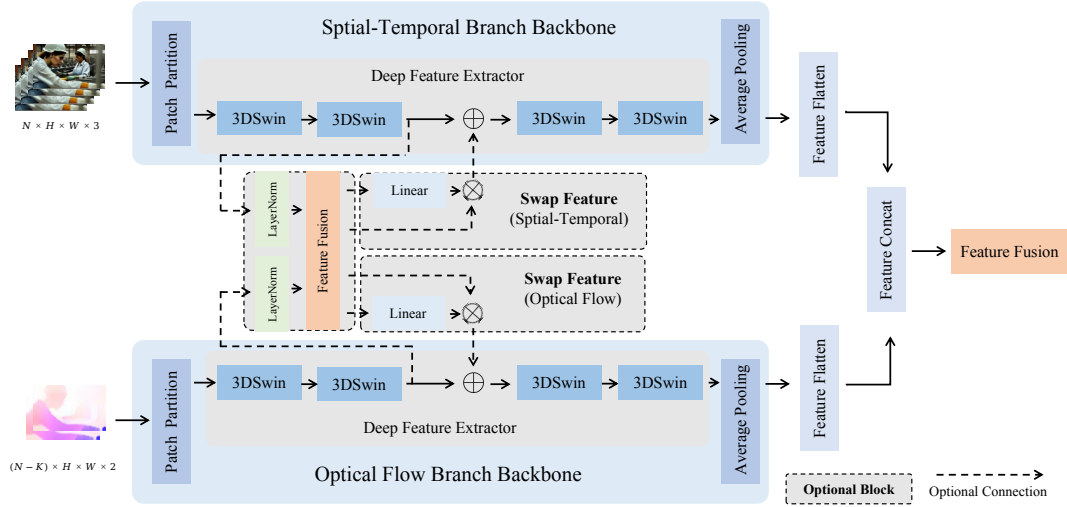 Sptial-Temporal Branch Backbone
N × H × W × 3
Patch Partition
Deep Feature Extractor
3DSwin
3DSwin
3DSwin
3DSwin
Average Pooling
Feature Flatten
LayerNorm
Feature Fusion
Linear
Swap Feature
(Sptial-Temporal)
LayerNorm
Linear
Swap Feature
(Optical Flow)
Feature Concat
Feature Fusion
(N − K) × H × W × 2
Patch Partition
3DSwin
3DSwin
3DSwin
3DSwin
Deep Feature Extractor
Average Pooling
Feature Flatten
Optical Flow Branch Backbone
Optional Block
Optional Connection